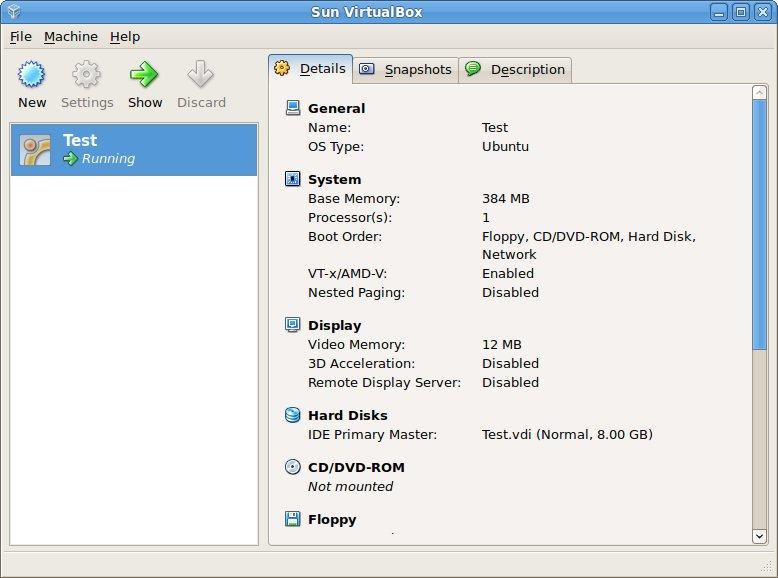 Sun VirtualBox
File Machine Help
New Settings Show Discard
Test
Running
Details Snapshots Description
General
Name: Test
OS Type: Ubuntu
System
Base Memory: 384 MB
Processor(s): 1
Boot Order: Floppy, CD/DVD-ROM, Hard Disk,
Network
VT-x/AMD-V: Enabled
Nested Paging: Disabled
Display
Video Memory: 12 MB
3D Acceleration: Disabled
Remote Display Server: Disabled
Hard Disks
IDE Primary Master: Test.vdi (Normal, 8.00 GB)
CD/DVD-ROM
Not mounted
Floppy